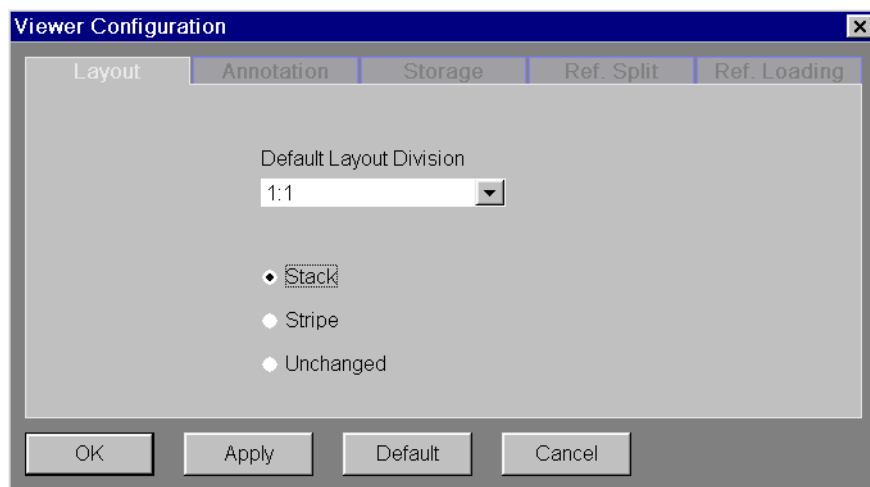 Viewer Configuration
Layout Annotation Storage Ref. Split Ref. Loading
Default Layout Division
1:1
Stack
Stripe
Unchanged
OK Apply Default Cancel